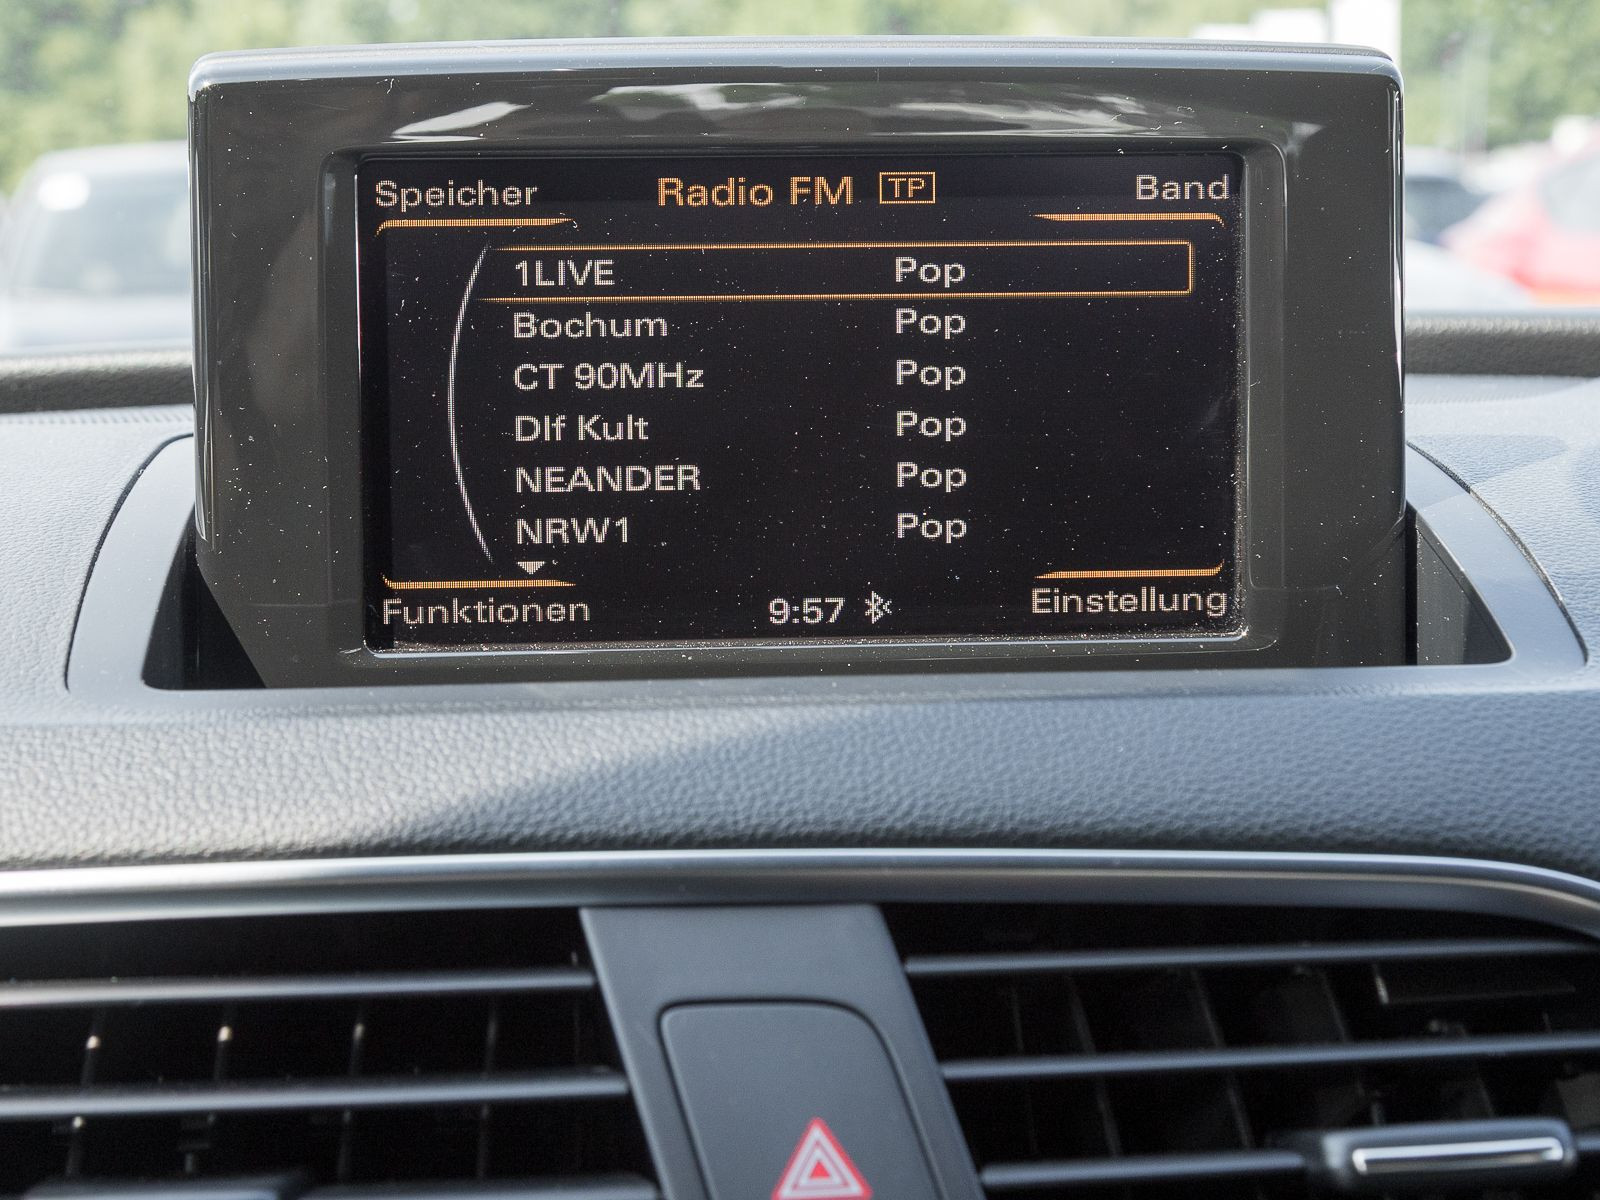 Speicher Radio FM TP Band
1LIVE Pop
Bochum Pop
CT 90MHz Pop
Dlf Kult Pop
NEANDER Pop
NRW1 Pop
Funktionen 9:57 Einstellung